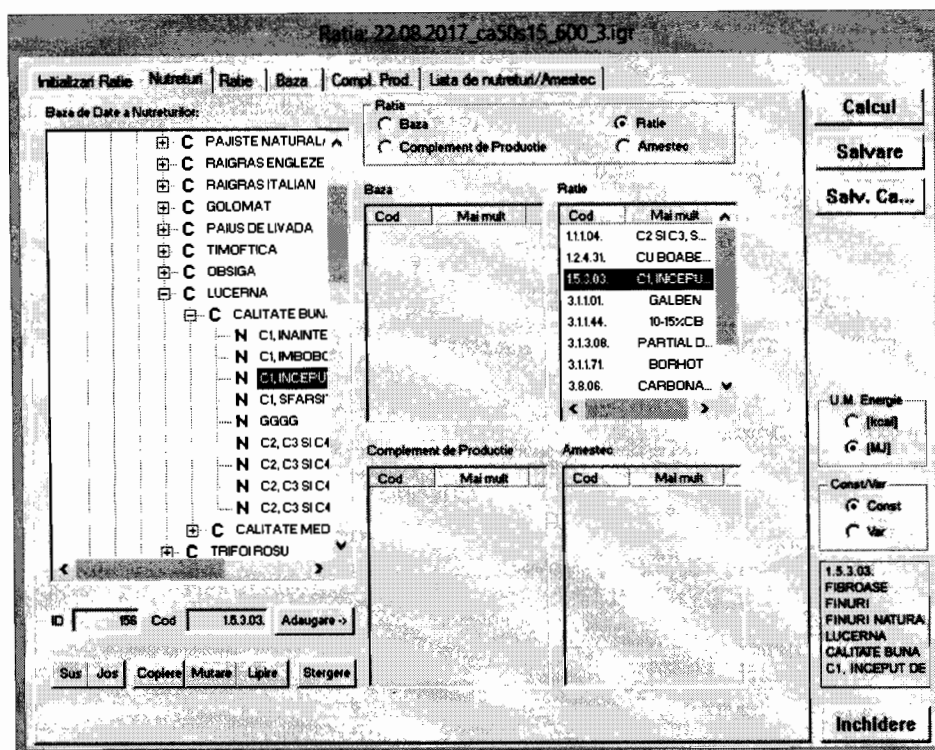 Ratia: 22.08.2017_ca50s15_600_3.igr
Initializari Ratie
Nutreturi
Ratie
Baza
Compl. Prod.
Lista de nutreturi/Amestec
Baza de Date a Nutreturilor:
C PAJISTE NATURAL
C RAIGRAS ENGLEZE
C RAIGRAS ITALIAN
C GOLOMAT
C PAIUS DE LIVADA
C TIMOFTICA
C OBSIGA
C LUCERNA
C CALITATE BUN
N C1, INAINTE
N C1, IMBOBC
N C1, INCEPU
N C1, SFARSI
N GGGG
N C2, C3 SI C4
N C2, C3 SI C4
N C2, C3 SI C4
N C2, C3 SI C4
C CALITATE MED
C TRIFOI ROSU
ID 156 Cod 1.5.3.03. Adaugare ->
Sus Jos Copiere Mutare Lipire Stergere
Ratia
Baza
Ratie
Complement de Productie
Amestec
Baza
Cod Mai mult
Ratie
Cod Mai mult
1.1.1.04. C2 SI C3, S...
1.2.4.31. CU BOABE...
1.5.3.03. C1, INCEPU...
3.1.1.01. GALBEN
3.1.1.44. 10-15%CB
3.1.3.08. PARTIAL D...
3.1.1.71. BORHOT
3.8.06. CARBONA...
Complement de Productie
Cod Mai mult
Amestec
Cod Mai mult
Calcul
Salvare
Salv. Ca...
U.M. Energie
[kcal]
[MJ]
Const/Var
Const
Var
1.5.3.03.
FIBROASE
FINURI
FINURI NATURA
LUCERNA
CALITATE BUNA
C1, INCEPUT DE
Inchidere